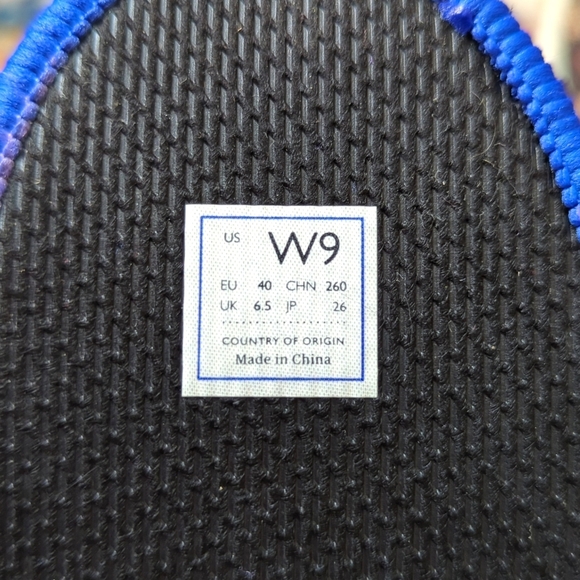 US W9
EU 40 CHN 260
UK 6.5 JP 26
COUNTRY OF ORIGIN
Made in China